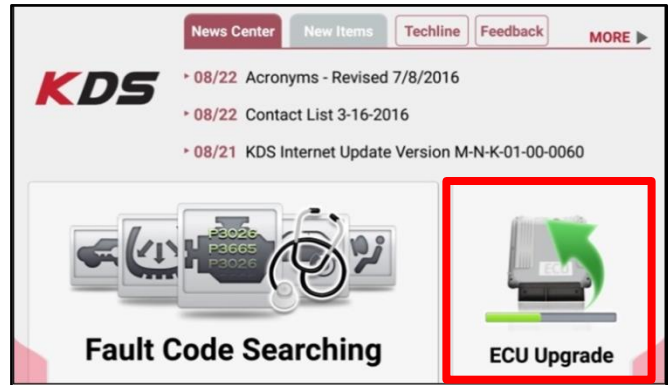 News Center New Items Techline Feedback MORE
KDS
08/22 Acronyms - Revised 7/8/2016
08/22 Contact List 3-16-2016
08/21 KDS Internet Update Version M-N-K-01-00-0060
P3026
P3665
P3026
ECU
Fault Code Searching
ECU Upgrade